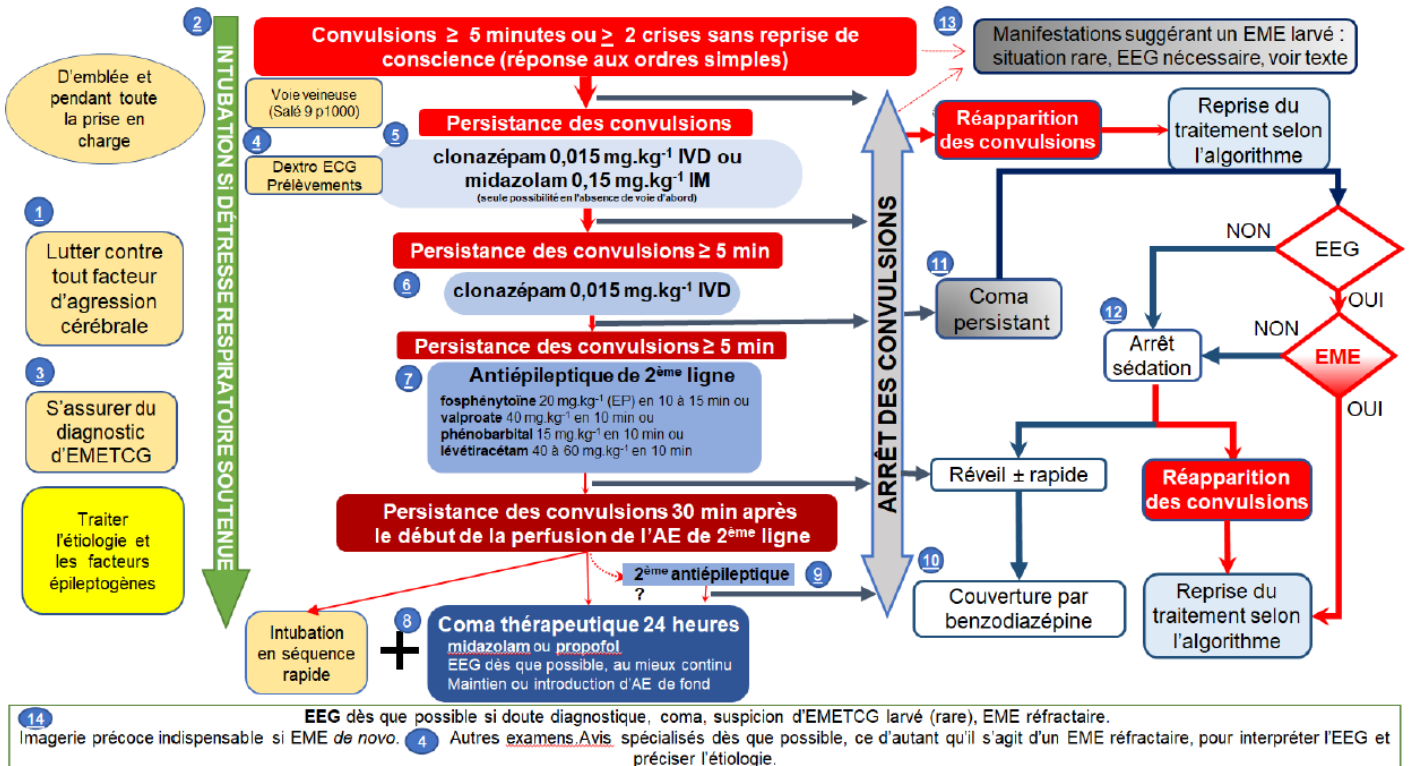 2
INTUBATION Si DÉTRESSE RESPIRATOIRE SOUTENUE
D'emblée et
pendant toute
la prise en
charge
1
Lutter contre
tout facteur
d'agression
cérébrale
3
S'assurer du
diagnostic
d'EMETCG
Traiter
l'étiologie et
les facteurs
épileptogènes
Convulsions ≥ 5 minutes ou ≥ 2 crises sans reprise de
conscience (réponse aux ordres simples)
Voie veineuse
(Salé 9 p1000)
4
Dextro ECG
Prélèvements
Persistance des convulsions
5
clonazépam 0,015 mg.kg⁻¹ IVD ou
midazolam 0,15 mg.kg⁻¹ IM
(seule possibilité en l'absence de voie d'abord)
Persistance des convulsions ≥ 5 min
6
clonazépam 0,015 mg.kg⁻¹ IVD
Persistance des convulsions ≥ 5 min
7
Antiépileptique de 2ème ligne
fosphénytoïne 20 mg.kg⁻¹ (EP) en 10 à 15 min ou
valproate 40 mg.kg⁻¹ en 10 min ou
phénobarbital 15 mg.kg⁻¹ en 10 min ou
lévétiracétam 40 à 60 mg.kg⁻¹ en 10 min
Persistance des convulsions 30 min après
le début de la perfusion de l'AE de 2ème ligne
2ème antiépileptique
?
9
Intubation
en séquence
rapide
+
8
Coma thérapeutique 24 heures
midazolam ou propofol
EEG dès que possible, au mieux continu
Maintien ou introduction d'AE de fond
ARRÊT DES CONVULSIONS
13
Manifestations suggérant un EME larvé :
situation rare, EEG nécessaire, voir texte
Réapparition
des convulsions
Reprise du
traitement selon
l'algorithme
11
Coma
persistant
EEG
NON
OUI
EME
NON
OUI
12
Arrêt
sédation
Réveil ± rapide
Réapparition
des convulsions
10
Couverture par
benzodiazépine
Reprise du
traitement selon
l'algorithme
14 EEG dès que possible si doute diagnostique, coma, suspicion d'EMETCG larvé (rare), EME réfractaire.
Imagerie précoce indispensable si EME de novo. 4 Autres examens.Avis spécialisés dès que possible, ce d'autant qu'il s'agit d'un EME réfractaire, pour interpréter l'EEG et
préciser l'étiologie.